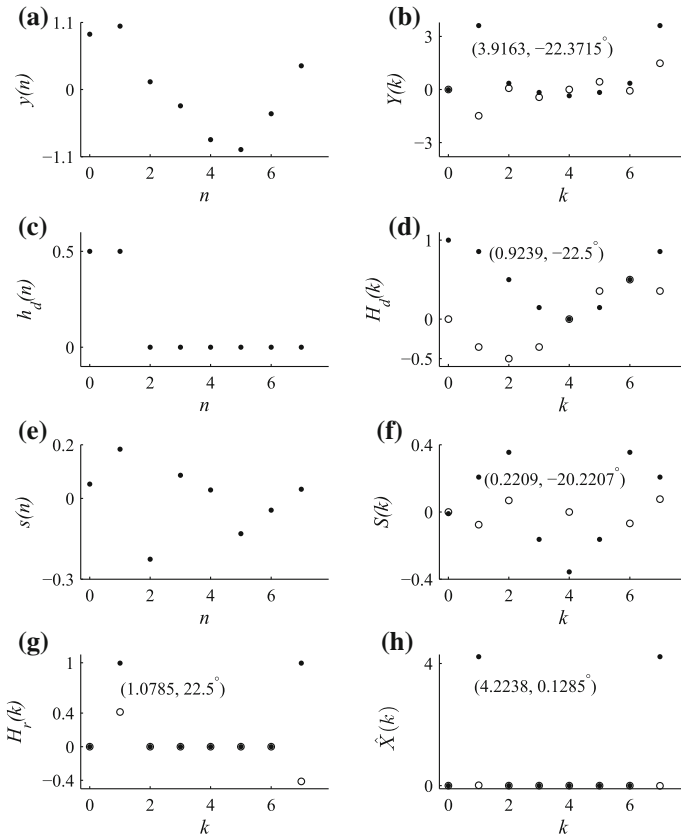 (a)
1.1
0
−1.1
y(n)
0 2 4 6
n
(b)
3
0
−3
Y(k)
(3.9163, −22.3715°)
0 2 4 6
k
(c)
0.5
0
h_d(n)
0 2 4 6
n
(d)
1
0
−0.5
H_d(k)
(0.9239, −22.5°)
0 2 4 6
k
(e)
0.2
0
−0.3
s(n)
0 2 4 6
n
(f)
0.4
0
−0.4
S(k)
(0.2209, −20.2207°)
0 2 4 6
k
(g)
1
0.4
0
−0.4
H_r(k)
(1.0785, 22.5°)
0 2 4 6
k
(h)
4
0
X̂(k)
(4.2238, 0.1285°)
0 2 4 6
k